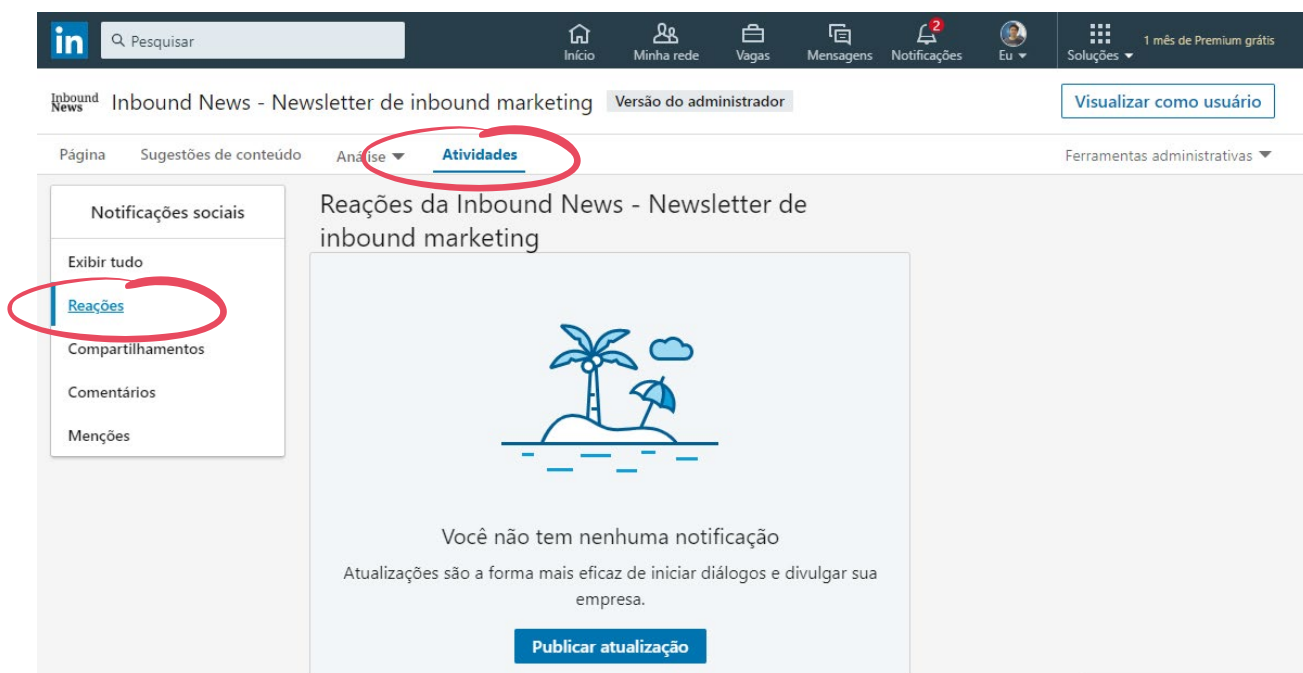 in
Pesquisar
Início
Minha rede
Vagas
Mensagens
2
Notificações
Eu
Soluções
1 mês de Premium grátis
Inbound
News
Inbound News - Newsletter de inbound marketing
Versão do administrador
Visualizar como usuário
Página
Sugestões de conteúdo
Análise
Atividades
Ferramentas administrativas
Notificações sociais
Exibir tudo
Reações
Compartilhamentos
Comentários
Menções
Reações da Inbound News - Newsletter de
inbound marketing
Você não tem nenhuma notificação
Atualizações são a forma mais eficaz de iniciar diálogos e divulgar sua
empresa.
Publicar atualização